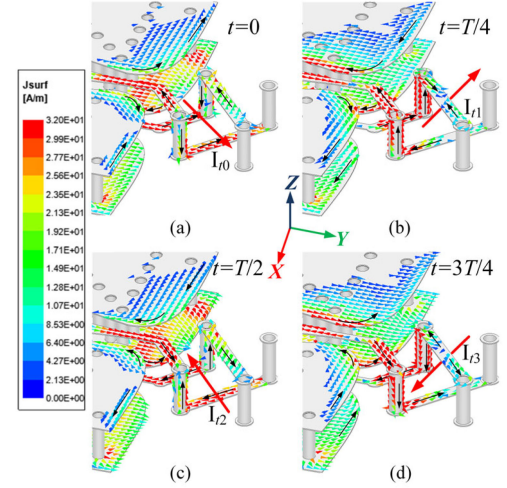 t=0
t=T/4
Jsurf
[A/m]
3.20E+01
2.99E+01
2.77E+01
2.56E+01
2.35E+01
2.13E+01
1.92E+01
1.71E+01
1.49E+01
1.28E+01
1.07E+01
8.53E+00
6.40E+00
4.27E+00
2.13E+00
0.00E+00
It0
It1
(a)
(b)
Z
Y
X
t=T/2
t=3T/4
It2
It3
(c)
(d)